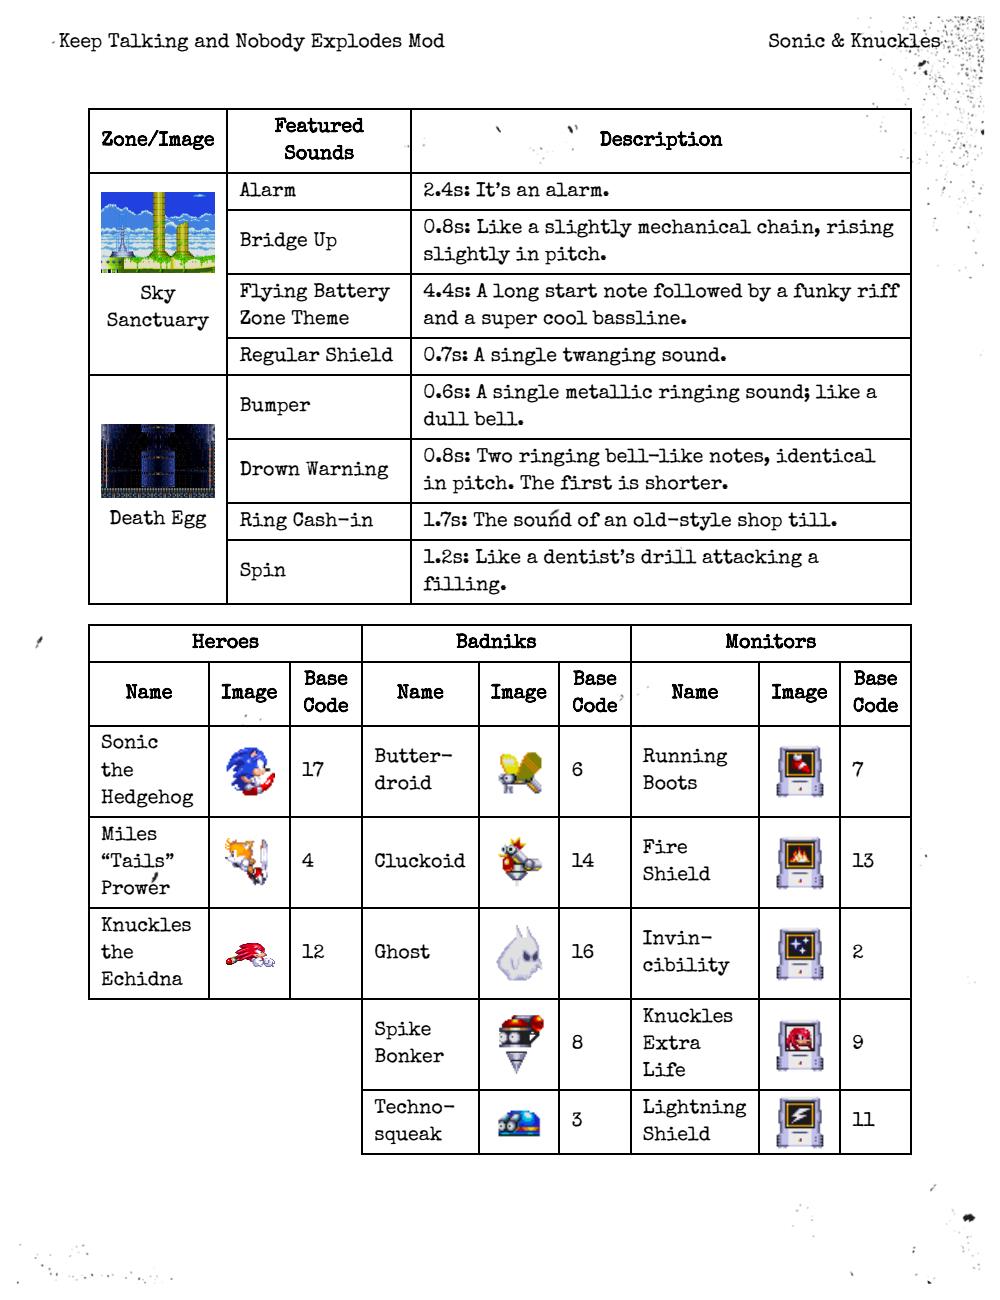 Keep Talking and Nobody Explodes Mod
Sonic & Knuckles
Zone/Image
Featured
Sounds
Description
Sky
Sanctuary
Alarm
2.4s: It's an alarm.
Bridge Up
0.8s: Like a slightly mechanical chain, rising
slightly in pitch.
Flying Battery
Zone Theme
4.4s: A long start note followed by a funky riff
and a super cool bassline.
Regular Shield
0.7s: A single twanging sound.
Death Egg
Bumper
0.6s: A single metallic ringing sound; like a
dull bell.
Drown Warning
0.8s: Two ringing bell-like notes, identical
in pitch. The first is shorter.
Ring Cash-in
1.7s: The sound of an old-style shop till.
Spin
1.2s: Like a dentist's drill attacking a
filling.
Heroes
Badniks
Monitors
Name
Image
Base
Code
Name
Image
Base
Code
Name
Image
Base
Code
Sonic
the
Hedgehog
17
Butter-
droid
6
Running
Boots
7
Miles
“Tails”
Prower
4
Cluckoid
14
Fire
Shield
13
Knuckles
the
Echidna
12
Ghost
16
Invin-
cibility
2
Spike
Bonker
8
Knuckles
Extra
Life
9
Techno-
squeak
3
Lightning
Shield
11